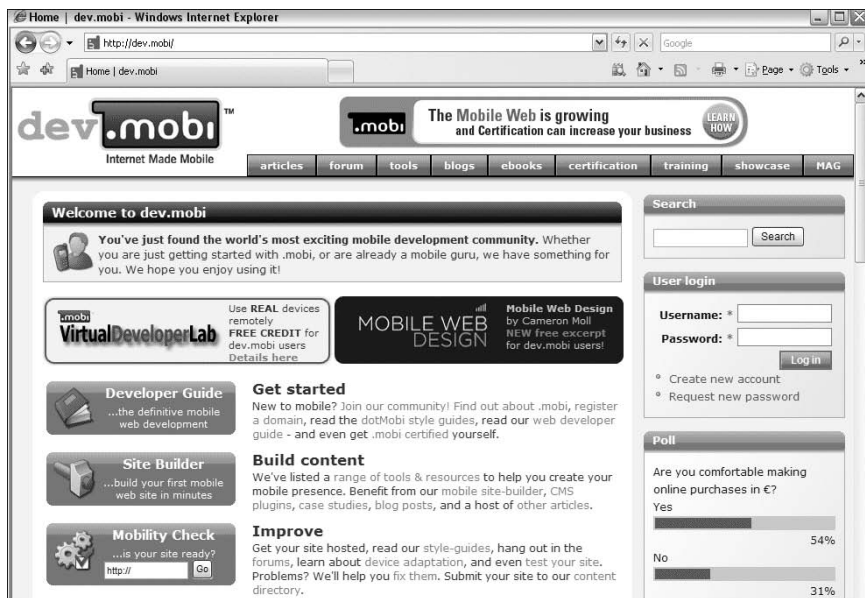 Home | dev.mobi - Windows Internet Explorer
http://dev.mobi/
Google
Home | dev.mobi
Page
Tools
dev.mobi™
Internet Made Mobile
.mobi
The Mobile Web is growing
and Certification can increase your business
LEARN
HOW
articles forum tools blogs ebooks certification training showcase MAG
Welcome to dev.mobi
You've just found the world's most exciting mobile development community. Whether
you are just getting started with .mobi, or are already a mobile guru, we have something for
you. We hope you enjoy using it!
.mobi
VirtualDeveloperLab
Use REAL devices
remotely
FREE CREDIT for
dev.mobi users
Details here
MOBILE WEB
DESIGN
Mobile Web Design
by Cameron Moll
NEW free excerpt
for dev.mobi users!
Developer Guide
...the definitive mobile
web development
Get started
New to mobile? Join our community! Find out about .mobi, register
a domain, read the dotMobi style guides, read our web developer
guide - and even get .mobi certified yourself.
Site Builder
...build your first mobile
web site in minutes
Build content
We've listed a range of tools & resources to help you create your
mobile presence. Benefit from our mobile site-builder, CMS
plugins, case studies, blog posts, and a host of other articles.
Mobility Check
...is your site ready?
http://
Go
Improve
Get your site hosted, read our style-guides, hang out in the
forums, learn about device adaptation, and even test your site.
Problems? We'll help you fix them. Submit your site to our content
directory.
Search
Search
User login
Username: *
Password: *
Log in
Create new account
Request new password
Poll
Are you comfortable making
online purchases in €?
Yes
54%
No
31%